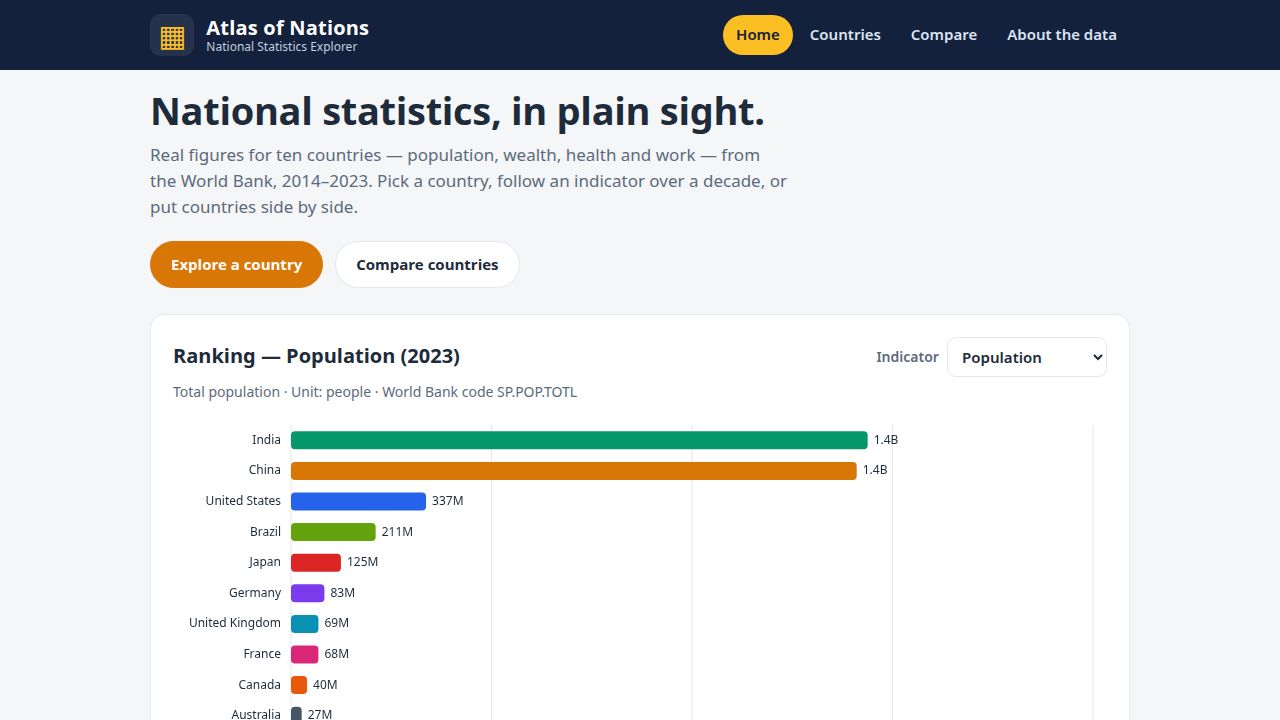 Atlas of Nations
National Statistics Explorer
Home
Countries
Compare
About the data
National statistics, in plain sight.
Real figures for ten countries — population, wealth, health and work — from
the World Bank, 2014–2023. Pick a country, follow an indicator over a decade, or
put countries side by side.
Explore a country
Compare countries
Ranking — Population (2023)
Indicator
Population
Total population · Unit: people · World Bank code SP.POP.TOTL
India 1.4B
China 1.4B
United States 337M
Brazil 211M
Japan 125M
Germany 83M
United Kingdom 69M
France 68M
Canada 40M
Australia 27M